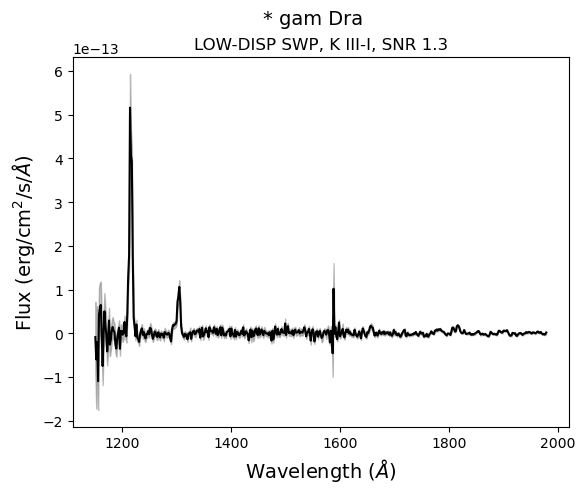 * gam Dra
LOW-DISP SWP, K III-I, SNR 1.3
1e−13
6
5
4
3
2
1
0
−1
−2
Flux (erg/cm²/s/Å)
1200 1400 1600 1800 2000
Wavelength (Å)